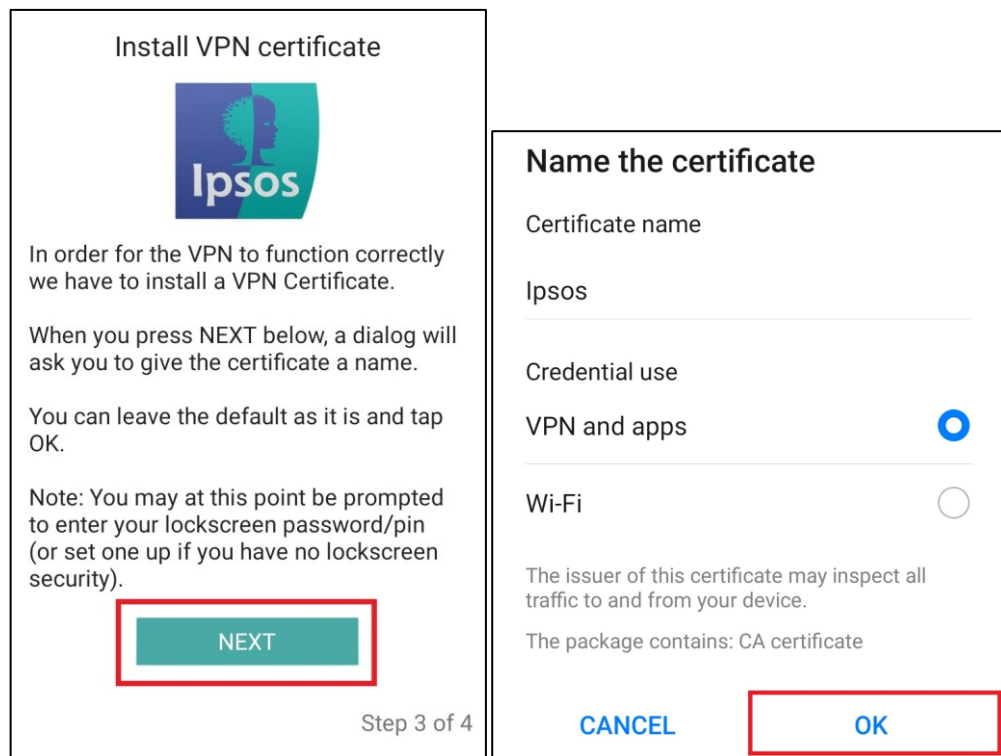 Install VPN certificate
Ipsos
In order for the VPN to function correctly
we have to install a VPN Certificate.
When you press NEXT below, a dialog will
ask you to give the certificate a name.
You can leave the default as it is and tap
OK.
Note: You may at this point be prompted
to enter your lockscreen password/pin
(or set one up if you have no lockscreen
security).
NEXT
Step 3 of 4
Name the certificate
Certificate name
Ipsos
Credential use
VPN and apps
Wi-Fi
The issuer of this certificate may inspect all
traffic to and from your device.
The package contains: CA certificate
CANCEL OK